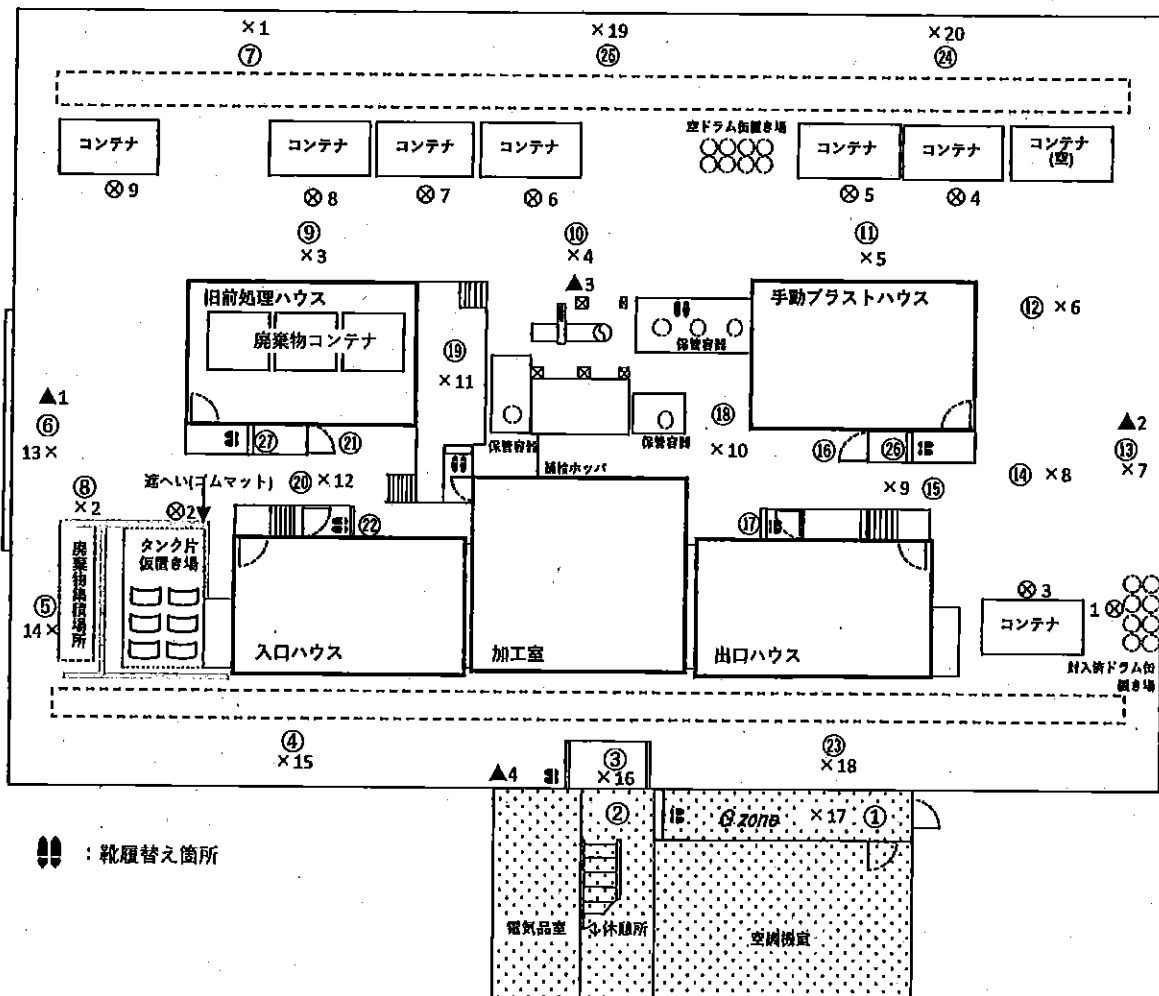 ×1 ×19 ×20
⑦ ㉖ ㉔
空ドラム缶置き場
コンテナ コンテナ コンテナ コンテナ コンテナ コンテナ コンテナ
(空)
⊗9 ⊗8 ⊗7 ⊗6 ⊗5 ⊗4
⑨ ⑩ ⑪
×3 ×4 ×5
▲3
旧前処理ハウス 手動ブラストハウス
⑫ ×6
廃棄物コンテナ
保管容器
⑲
×11
▲1 ⑱ ▲2
⑥ ⑬
13× ㉗ ㉑ 保管容器 保管容器 ×10 ⑯ ㉖ ×7
⑭ ×8
遮へい(ゴムマット) ⑳ ×12 ×9 ⑮
⑧
×2 ⊗2 ㉒ ⑰
廃棄物集積場所
タンク片
仮置き場
⑤
14×
⊗3
1⊗
コンテナ
入口ハウス 加工室 出口ハウス
封入済ドラム缶
置き場
④ ③ ㉓
×15 ×16 ×18
▲4
② G zone ×17 ①
:靴履替え箇所
電気品室 休憩所 空調機室